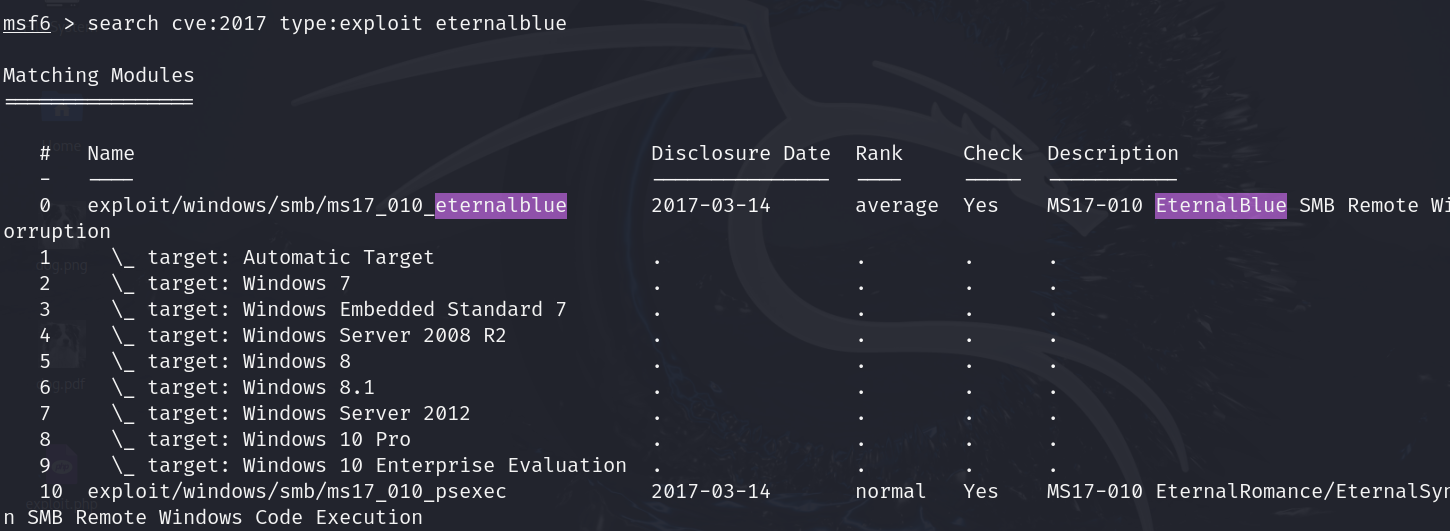 msf6 > search cve:2017 type:exploit eternalblue
Matching Modules
================
# Name Disclosure Date Rank Check Description
- ---- --------------- ---- ----- -----------
0 exploit/windows/smb/ms17_010_eternalblue 2017-03-14 average Yes MS17-010 EternalBlue SMB Remote Wi
orruption
1 \_ target: Automatic Target . . . .
2 \_ target: Windows 7 . . . .
3 \_ target: Windows Embedded Standard 7 . . . .
4 \_ target: Windows Server 2008 R2 . . . .
5 \_ target: Windows 8 . . . .
6 \_ target: Windows 8.1 . . . .
7 \_ target: Windows Server 2012 . . . .
8 \_ target: Windows 10 Pro . . . .
9 \_ target: Windows 10 Enterprise Evaluation . . . .
10 exploit/windows/smb/ms17_010_psexec 2017-03-14 normal Yes MS17-010 EternalRomance/EternalSyn
n SMB Remote Windows Code Execution
Home